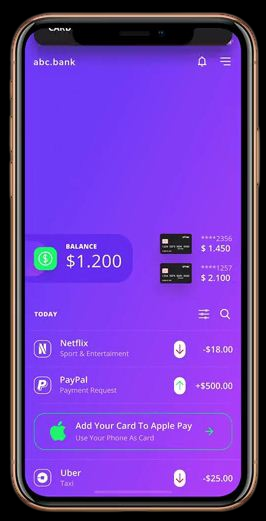 CARD
abc.bank
BALANCE
$1.200
****2356
$ 1.450
****1257
$ 2.100
TODAY
Netflix
Sport & Entertaiment
-$18.00
PayPal
Payment Request
+$500.00
Add Your Card To Apple Pay
Use Your Phone As Card
Uber
Taxi
-$25.00